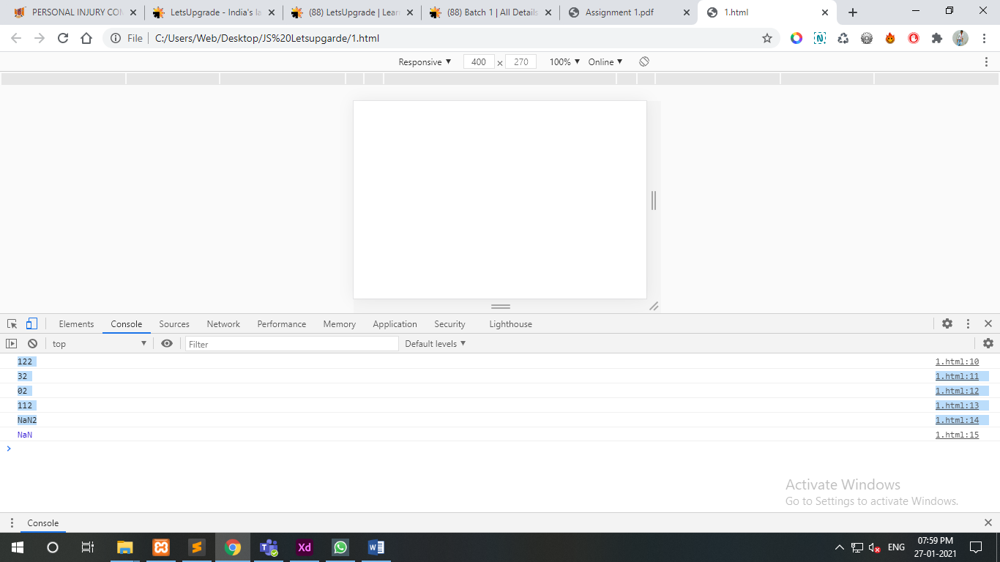 PERSONAL INJURY CON
LetsUpgrade - India's la
(88) LetsUpgrade | Lear
(88) Batch 1 | All Details
Assignment 1.pdf
1.html
File C:/Users/Web/Desktop/JS%20Letsupgarde/1.html
Responsive ▼ 400 × 270 100% ▼ Online ▼
Elements Console Sources Network Performance Memory Application Security Lighthouse
top ▼ Filter Default levels ▼
122 1.html:10
32 1.html:11
02 1.html:12
112 1.html:13
NaN2 1.html:14
NaN 1.html:15
Activate Windows
Go to Settings to activate Windows.
Console
Xd
ENG
07:59 PM
27-01-2021